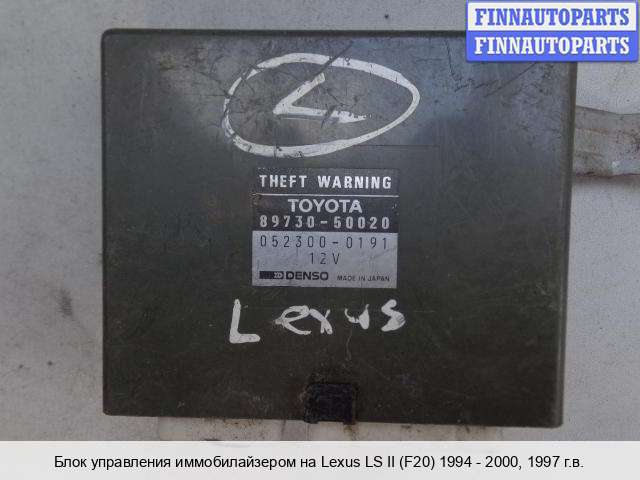 FINNAUTOPARTS
FINNAUTOPARTS
L
THEFT WARNING
TOYOTA
89730-50020
052300-0191
12V
DENSO MADE IN JAPAN
Lexus
Блок управления иммобилайзером на Lexus LS II (F20) 1994 - 2000, 1997 г.в.